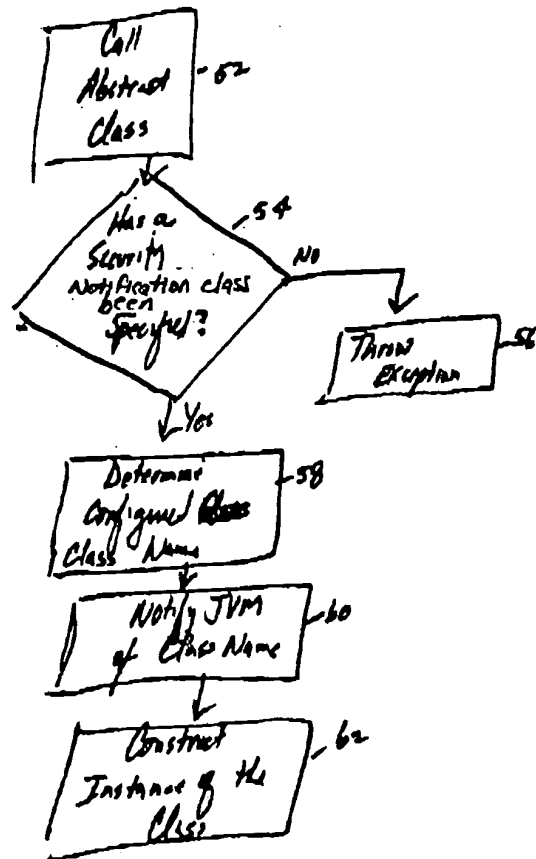 Call
Abstract
Class
52
54
Has a
Security
Notification class
been
Specified?
No
Throw
Exception
56
Yes
Determine
Configured
Class Name
58
Notify JVM
of Class Name
60
Construct
Instance of the
Class
62